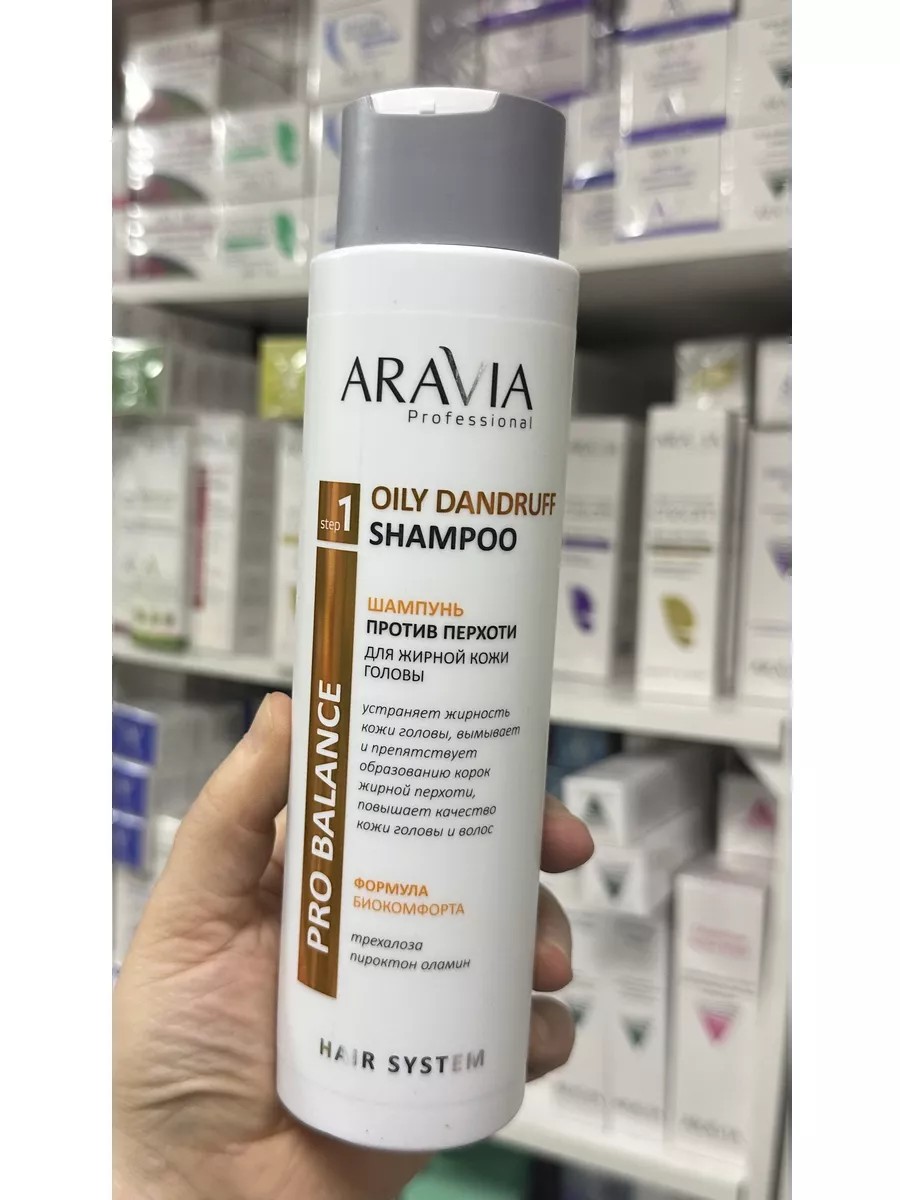 ARAVIA
Professional
step 1
OILY DANDRUFF
SHAMPOO
ШАМПУНЬ
ПРОТИВ ПЕРХОТИ
ДЛЯ ЖИРНОЙ КОЖИ
ГОЛОВЫ
устраняет жирность
кожи головы, вымывает
и препятствует
образованию корок
жирной перхоти,
повышает качество
кожи головы и волос
PRO BALANCE
ФОРМУЛА
БИОКОМФОРТА
трехалоза
пироктон оламин
HAIR SYSTEM